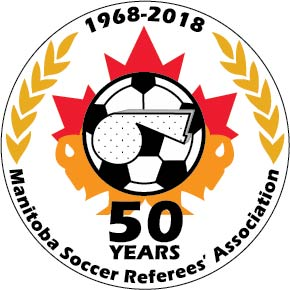 1968-2018
50
YEARS
Manitoba Soccer Referees' Association